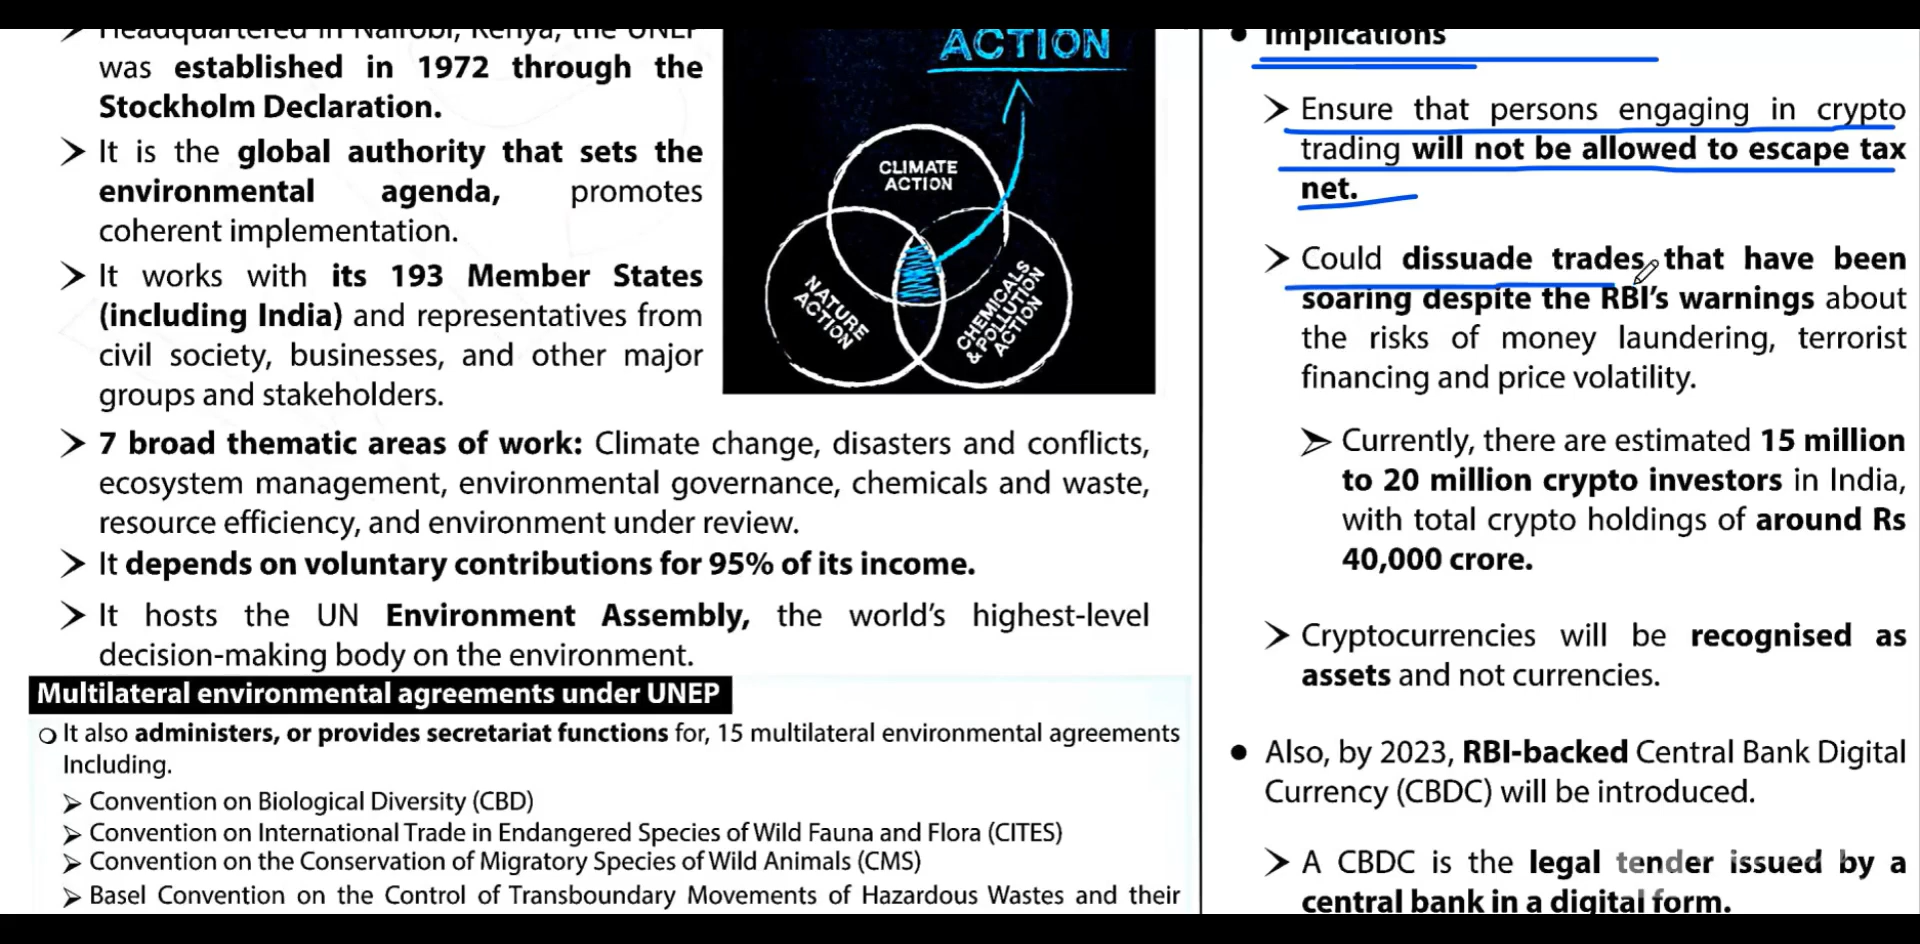 Headquartered in Nairobi, Kenya, the UNEP
was established in 1972 through the
Stockholm Declaration.
➤ It is the global authority that sets the
environmental agenda, promotes
coherent implementation.
➤ It works with its 193 Member States
(including India) and representatives from
civil society, businesses, and other major
groups and stakeholders.
ACTION
CLIMATE
ACTION
NATURE
ACTION
CHEMICALS
& POLLUTION
ACTION
➤ 7 broad thematic areas of work: Climate change, disasters and conflicts,
ecosystem management, environmental governance, chemicals and waste,
resource efficiency, and environment under review.
➤ It depends on voluntary contributions for 95% of its income.
➤ It hosts the UN Environment Assembly, the world's highest-level
decision-making body on the environment.
Multilateral environmental agreements under UNEP
○ It also administers, or provides secretariat functions for, 15 multilateral environmental agreements
Including.
➤ Convention on Biological Diversity (CBD)
➤ Convention on International Trade in Endangered Species of Wild Fauna and Flora (CITES)
➤ Convention on the Conservation of Migratory Species of Wild Animals (CMS)
➤ Basel Convention on the Control of Transboundary Movements of Hazardous Wastes and their
● Implications
➤ Ensure that persons engaging in crypto
trading will not be allowed to escape tax
net.
➤ Could dissuade trades that have been
soaring despite the RBI's warnings about
the risks of money laundering, terrorist
financing and price volatility.
➤ Currently, there are estimated 15 million
to 20 million crypto investors in India,
with total crypto holdings of around Rs
40,000 crore.
➤ Cryptocurrencies will be recognised as
assets and not currencies.
● Also, by 2023, RBI-backed Central Bank Digital
Currency (CBDC) will be introduced.
➤ A CBDC is the legal tender issued by a
central bank in a digital form.